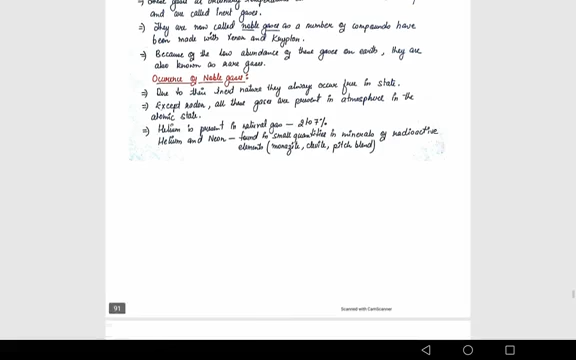 and are called Inert gases.
⇒) They are now called noble gases as a number of compounds have
been made with Xenon and Krypton.
⇒) Because of the low abundance of these gases on earth, they are
also known as rare gases.
Occurence of Noble gases:
⇒) Due to their Inert nature they always occur free in state.
⇒) Except radon, all these gases are present in atmosphere in the
atomic state.
⇒) Helium is present in natural gas - 2 to 7%
Helium and Neon - found in small quantities in minerals of radioactive
elements (monazite, cleveite, pitch blend)
91
Scanned with CamScanner